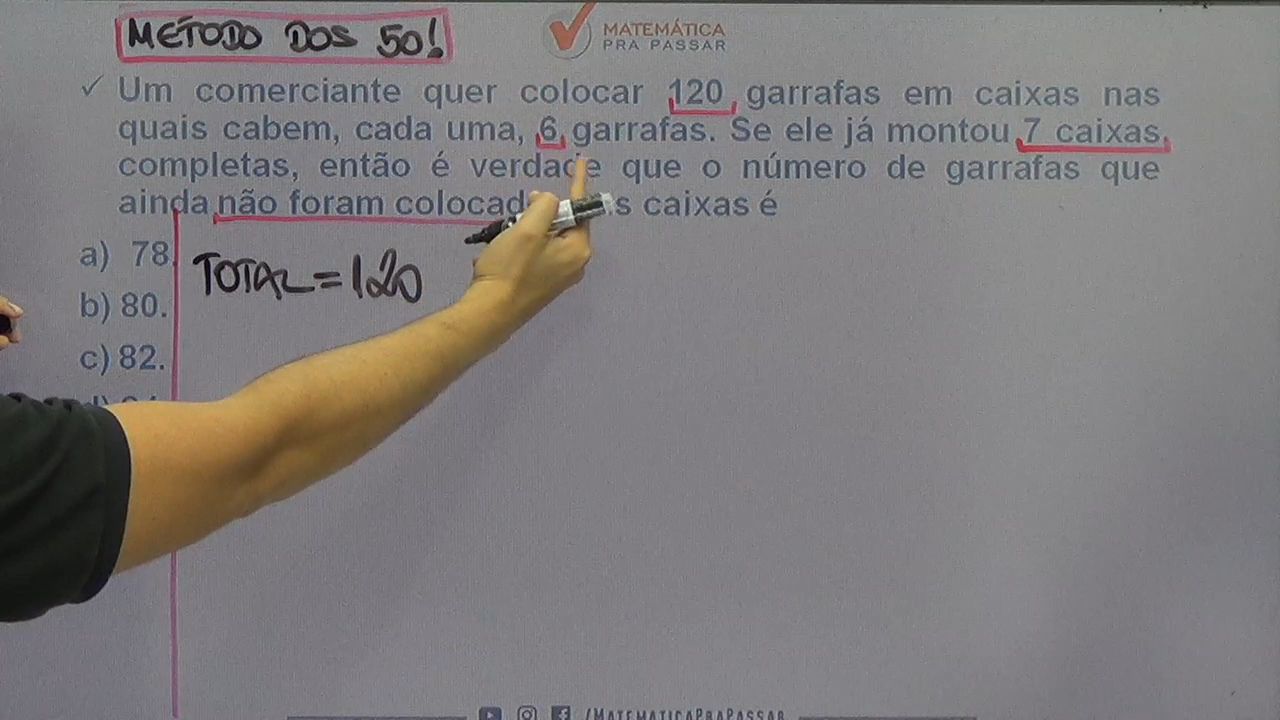 MÉTODO DOS 50!
MATEMÁTICA
PRA PASSAR
✓ Um comerciante quer colocar 120 garrafas em caixas nas
quais cabem, cada uma, 6 garrafas. Se ele já montou 7 caixas
completas, então é verdade que o número de garrafas que
ainda não foram caixas é
a) 78.
b) 80.
c) 82.
TOTAL = 120
/MATEMATICAPRAPASSAR